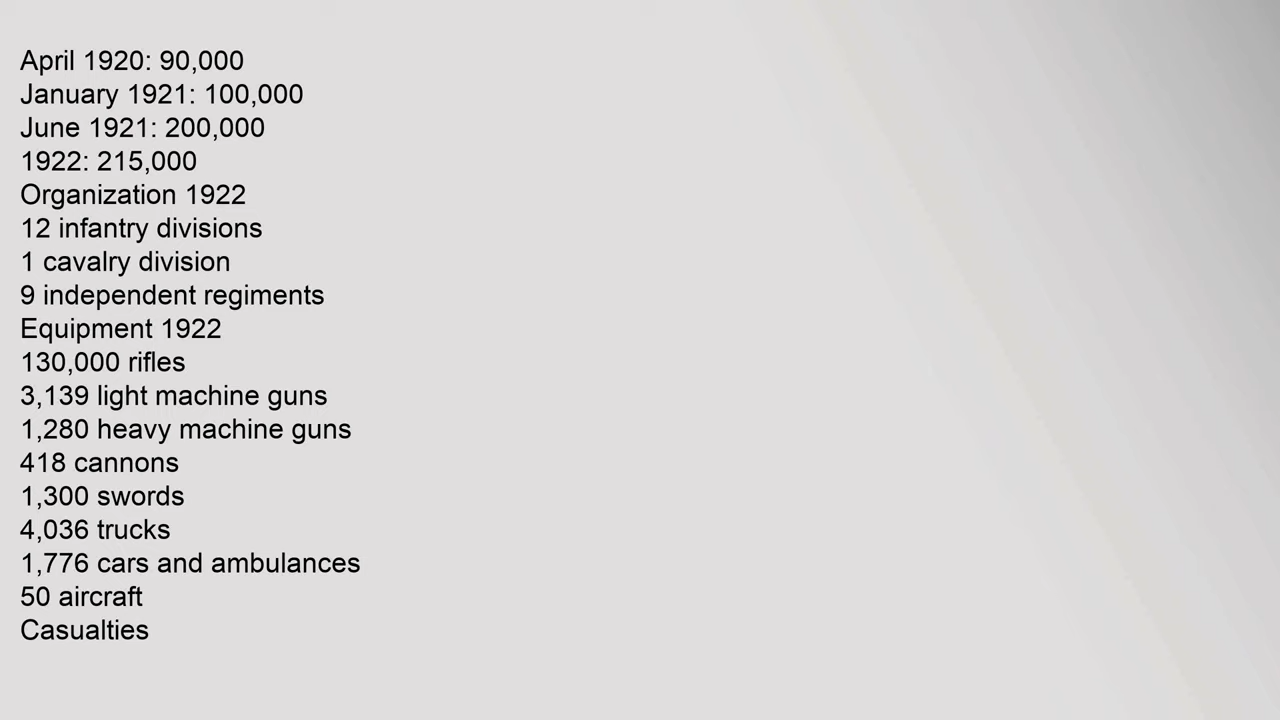 April 1920: 90,000
January 1921: 100,000
June 1921: 200,000
1922: 215,000
Organization 1922
12 infantry divisions
1 cavalry division
9 independent regiments
Equipment 1922
130,000 rifles
3,139 light machine guns
1,280 heavy machine guns
418 cannons
1,300 swords
4,036 trucks
1,776 cars and ambulances
50 aircraft
Casualties